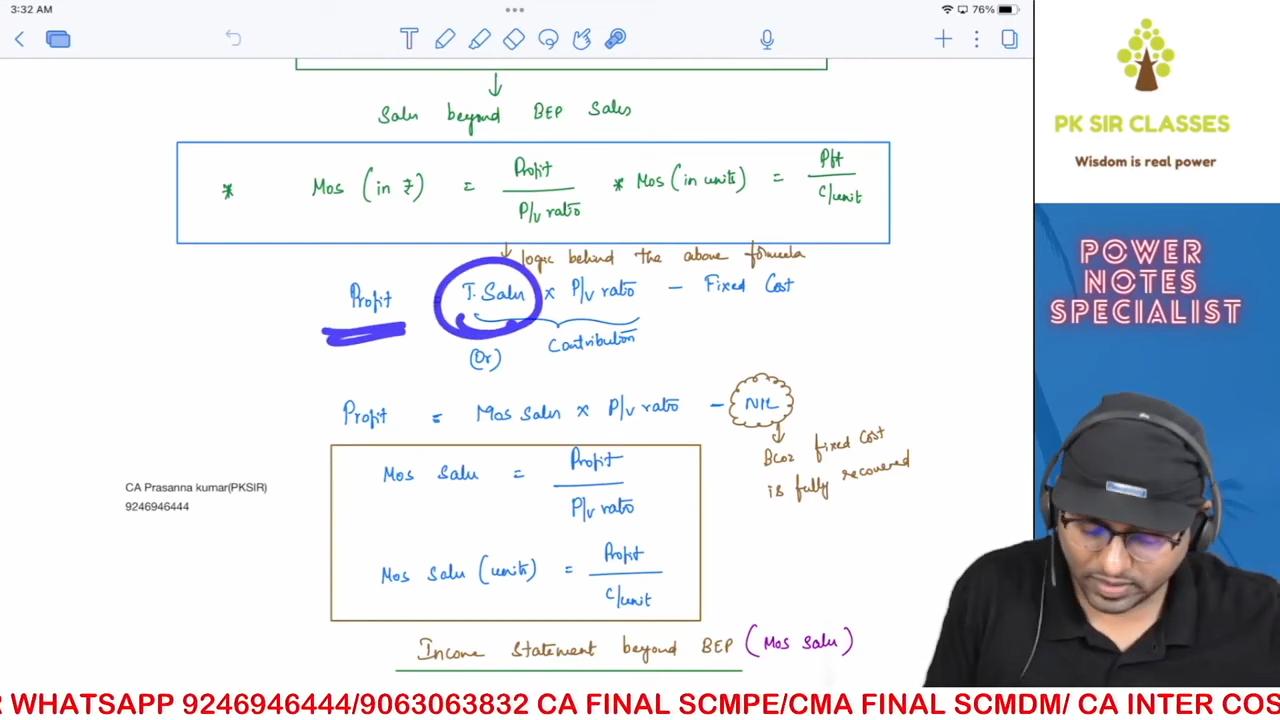 3:32 AM
76%
T
Sales beyond BEP Sales
* Mos (in ₹) = Profit / P/v ratio * Mos (in units) = Pft / C/unit
logic behind the above formula
Profit = T. Sales x P/v ratio - Fixed Cost
(Or) Contribution
Profit = Mos Sales x P/v ratio - NIL
Bcoz fixed cost
is fully recovered
Mos Sales = Profit / P/v ratio
Mos Sales (units) = Profit / C/unit
Income Statement beyond BEP (Mos Sales)
CA Prasanna kumar(PKSIR)
9246946444
PK SIR CLASSES
Wisdom is real power
POWER
NOTES
SPECIALIST
R WHATSAPP 9246946444/9063063832 CA FINAL SCMPE/CMA FINAL SCMDM/ CA INTER COS